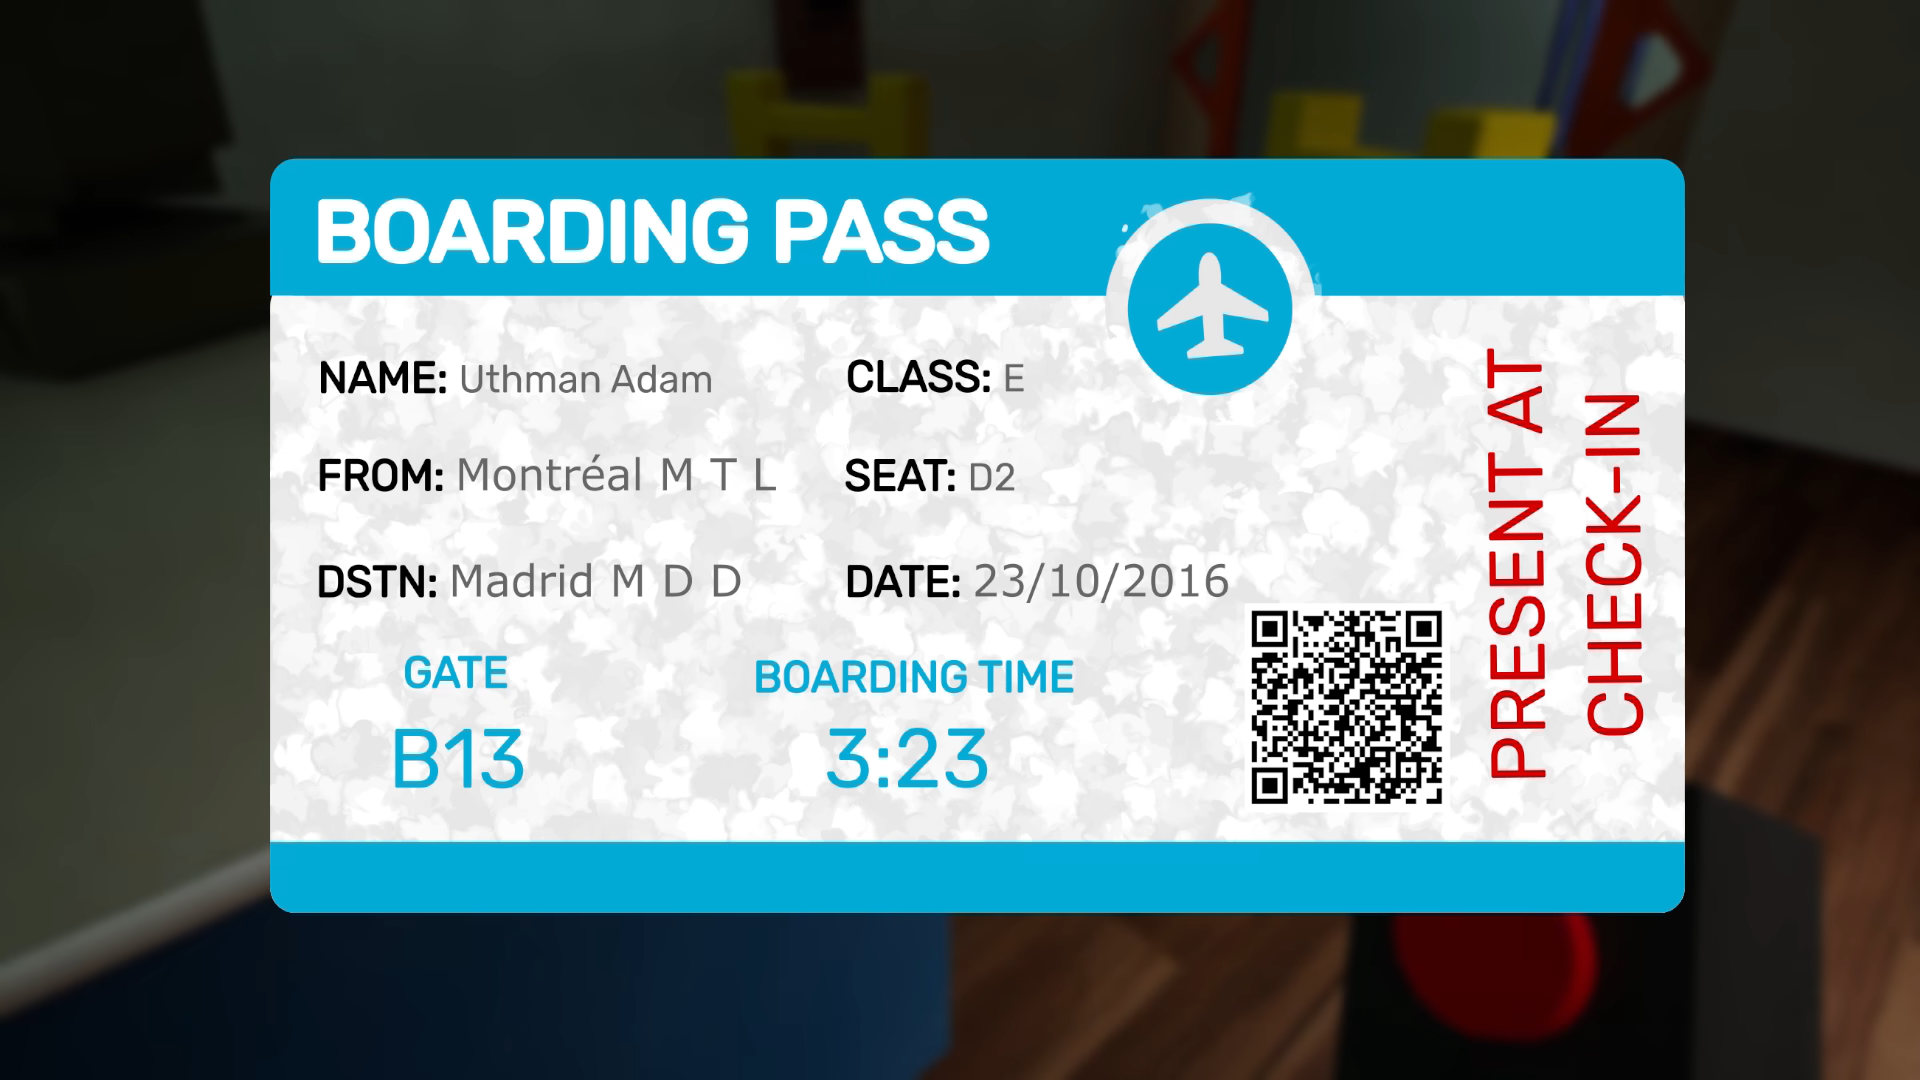 BOARDING PASS
NAME: Uthman Adam
CLASS: E
FROM: Montréal M T L
SEAT: D2
DSTN: Madrid M D D
DATE: 23/10/2016
GATE
BOARDING TIME
B13
3:23
PRESENT AT
CHECK-IN